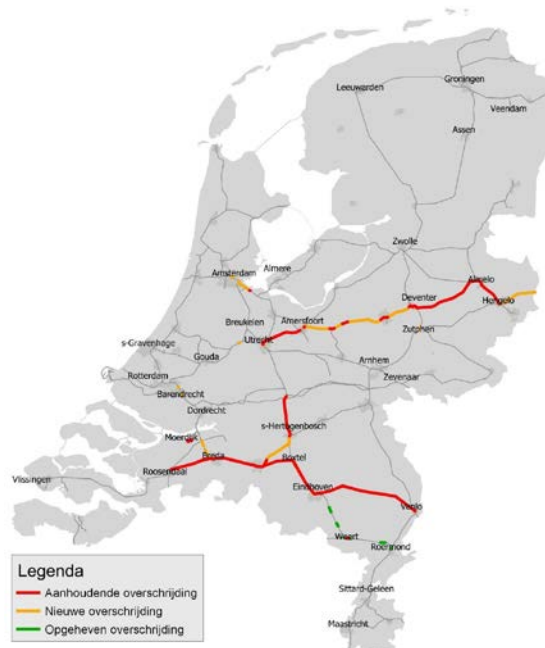 Groningen
Leeuwarden
Veendam
Assen
Zwolle
Almere
Amsterdam
Almelo
Deventer
Hengelo
Breukelen
Amersfoort
Zutphen
s-Gravenhage
Utrecht
Gouda
Arnhem
Rotterdam
Zevenaar
Barendrecht
Dordrecht
s-Hertogenbosch
Moerdijk
Breda
Boxtel
Roosendaal
Vlissingen
Eindhoven
Venlo
Weert
Roermond
Sittard-Geleen
Maastricht
Legenda
Aanhoudende overschrijding
Nieuwe overschrijding
Opgeheven overschrijding